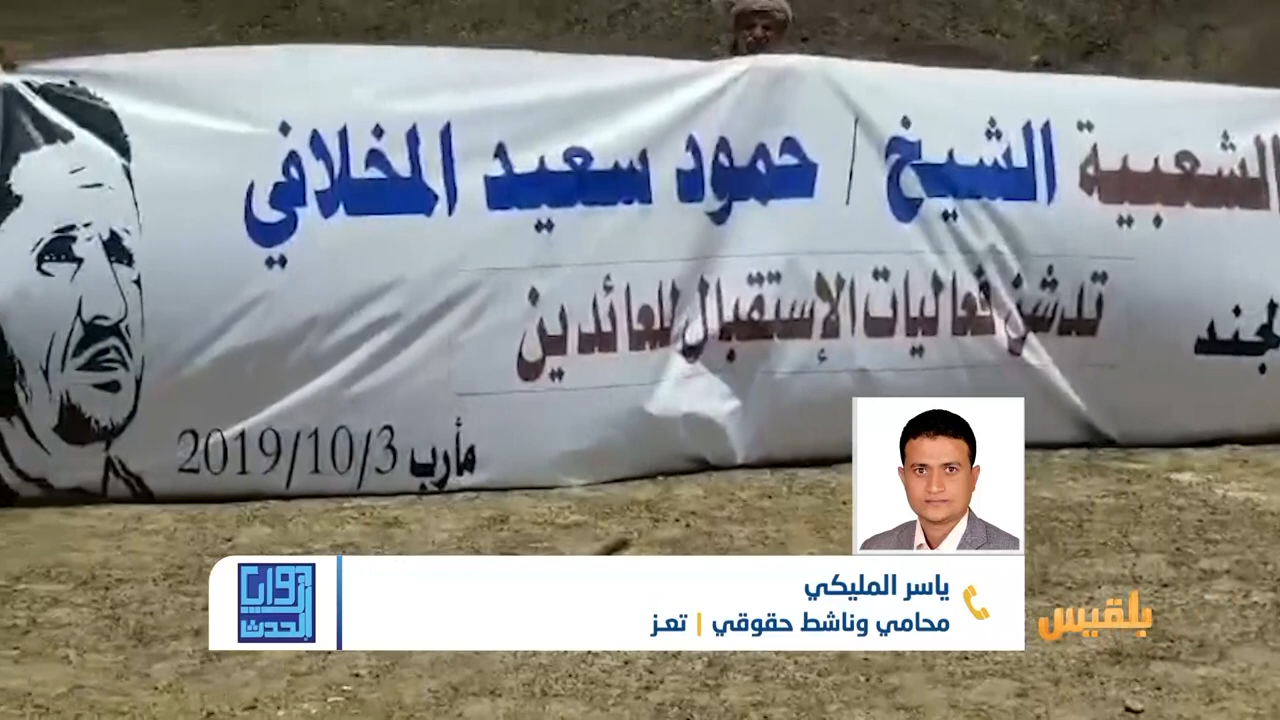 الشعبية الشيخ / حمود سعيد المخلافي
تدشن فعاليات الإستقبال للعائدين
لجند
مأرب 2019/10/3
ياسر المليكي
محامي وناشط حقوقي | تعز
بلقيس
زوايا
الحدث